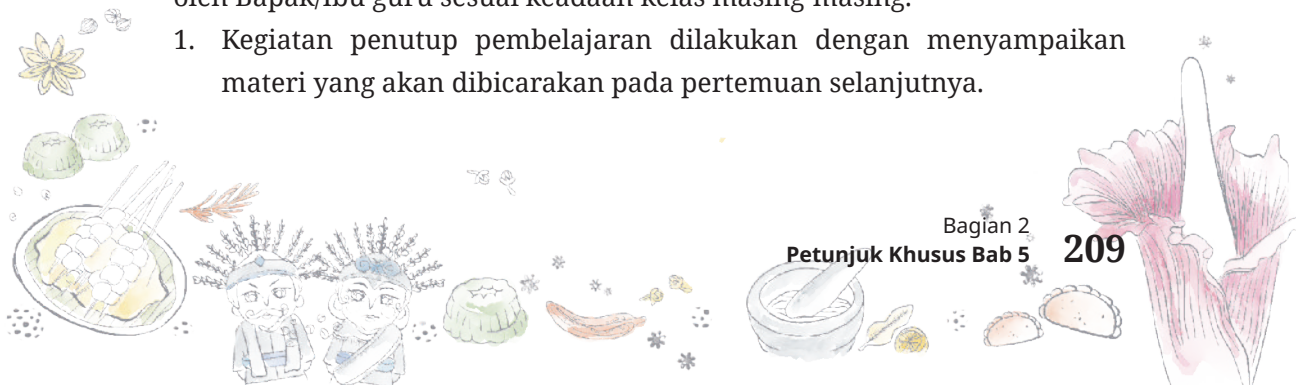 oleh Bapak/Ibu guru sesuai keadaan kelas masing-masing.
1. Kegiatan penutup pembelajaran dilakukan dengan menyampaikan
materi yang akan dibicarakan pada pertemuan selanjutnya.
Bagian 2
Petunjuk Khusus Bab 5 209